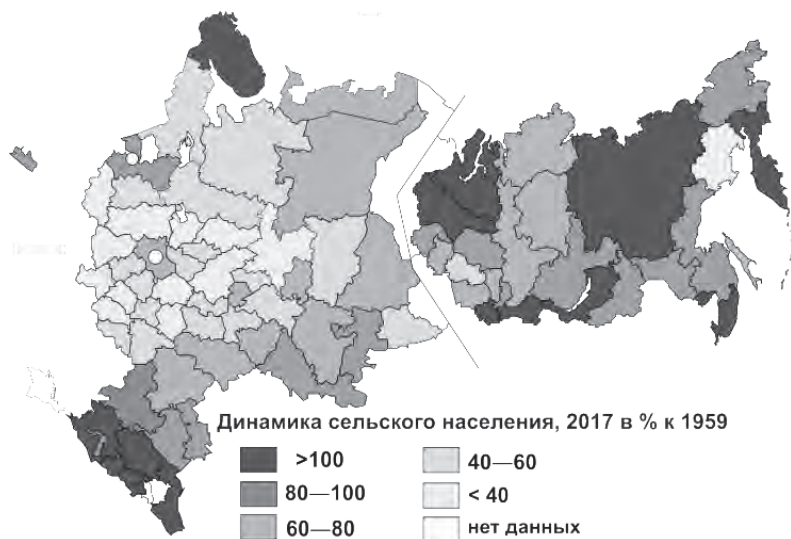 Динамика сельского населения, 2017 в % к 1959
>100
80—100
60—80
40—60
< 40
нет данных